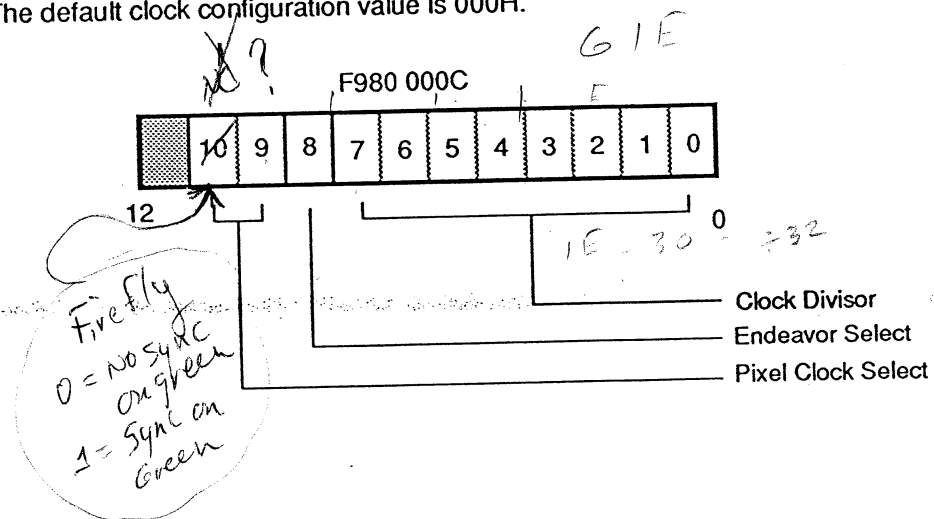 The default clock configuration value is 000H.
?
61E
E
F980 000C
10 9 8 7 6 5 4 3 2 1 0
12
0
1E - 30 - ÷32
Clock Divisor
Endeavor Select
Pixel Clock Select
Firefly
0 = No Sync
on green
1 = Sync on
Green